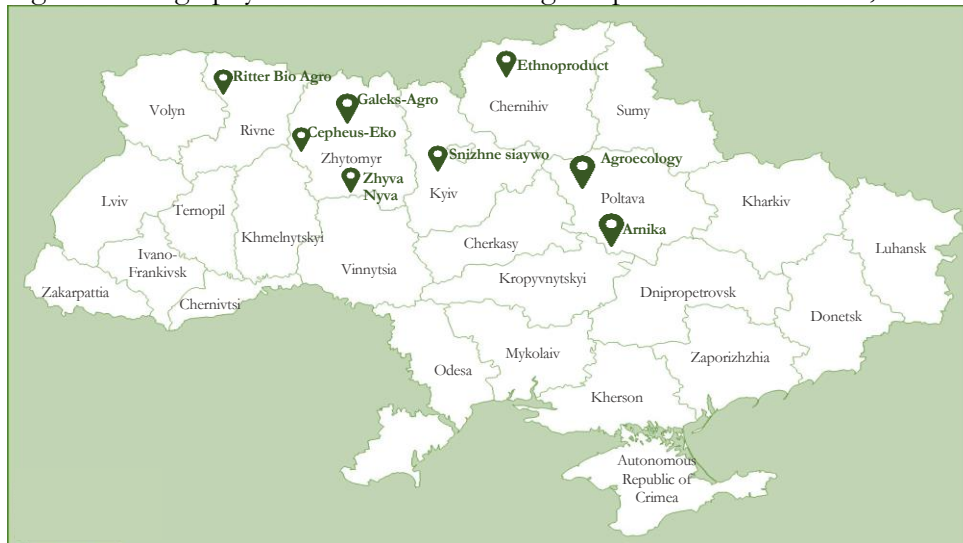 Ritter Bio Agro
Ethnoproduct
Galeks-Agro
Volyn
Chernihiv
Sumy
Rivne
Cepheus-Eko
Zhytomyr
Snizhne siaywo
Agroecology
Zhyva
Nyva
Kyiv
Poltava
Kharkiv
Lviv
Ternopil
Arnika
Khmelnytskyi
Cherkasy
Luhansk
Ivano-
Frankivsk
Vinnytsia
Kropyvnytskyi
Zakarpattia
Chernivtsi
Dnipropetrovsk
Donetsk
Mykolaiv
Zaporizhzhia
Odesa
Kherson
Autonomous
Republic of
Crimea